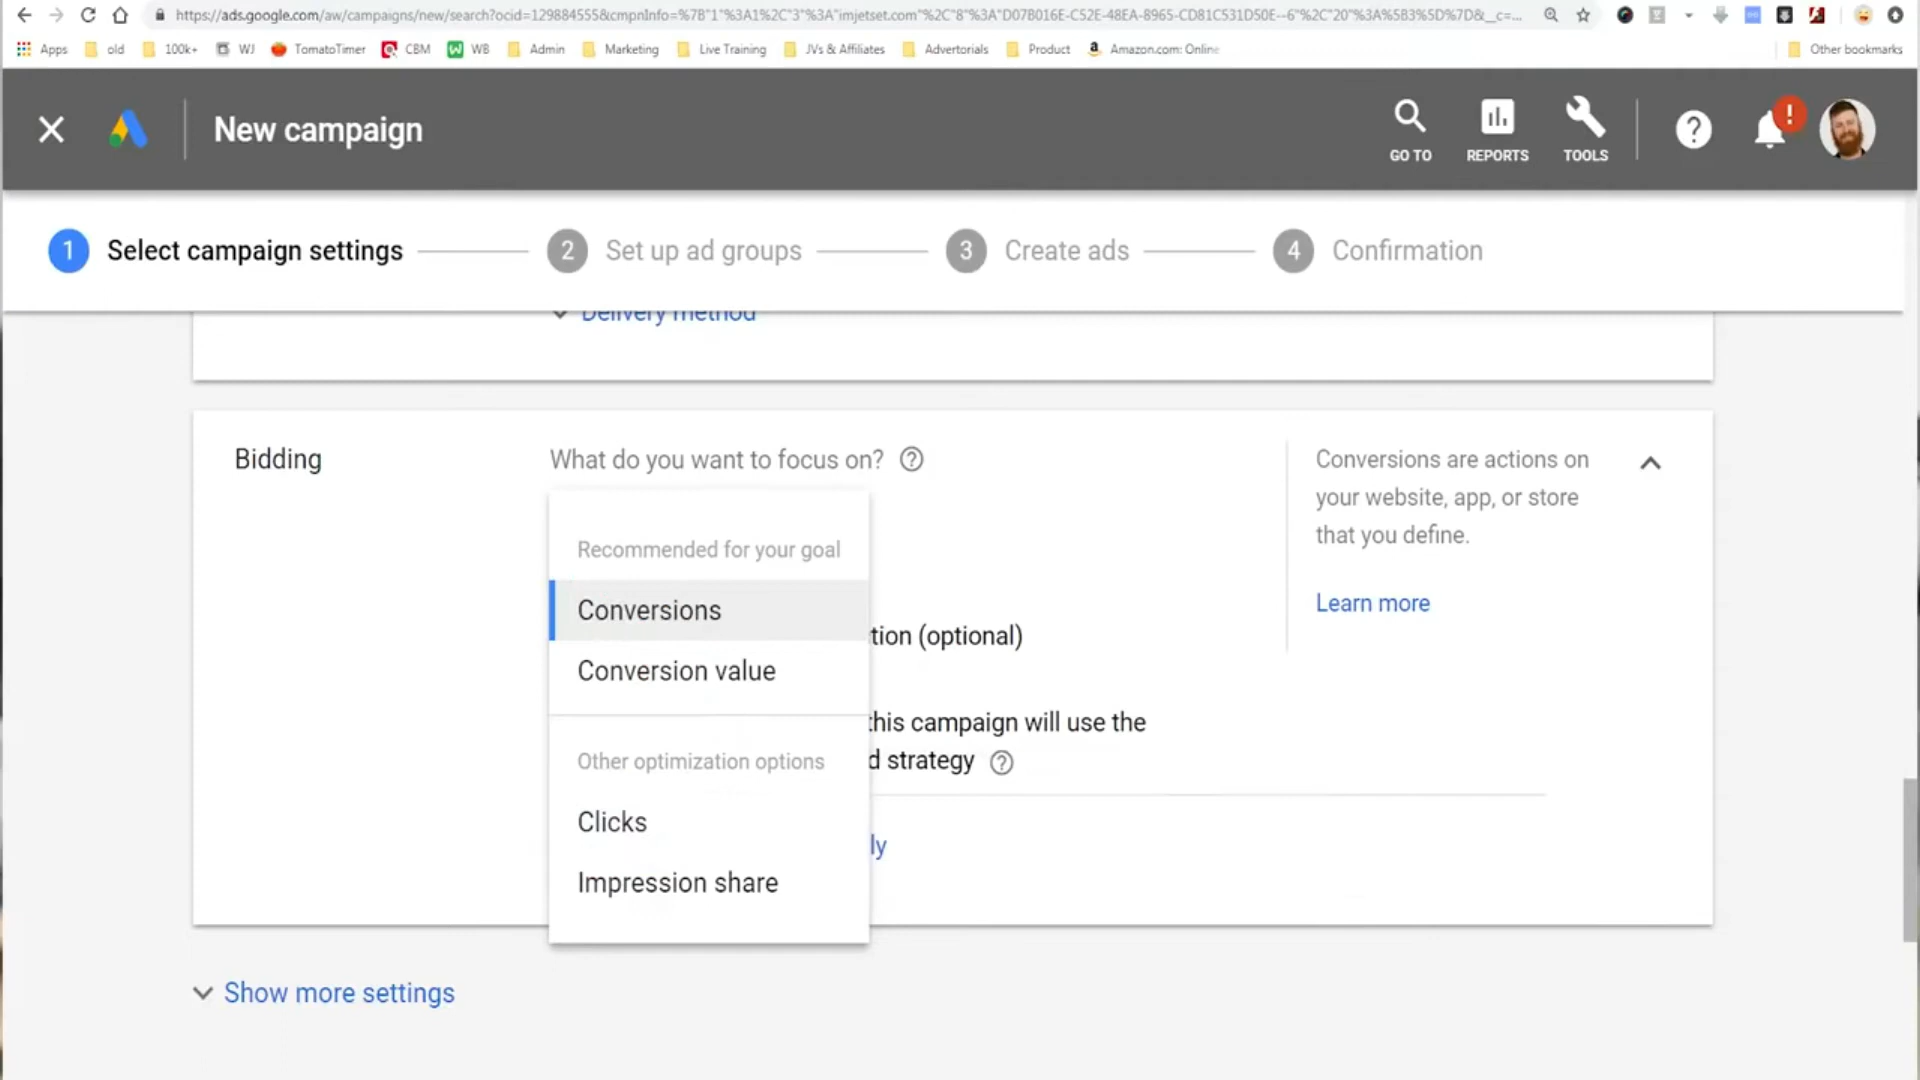 https://ads.google.com/aw/campaigns/new/search?ocid=129884555&cmpnInfo=%7B"1"%3A1%2C"3"%3A"imjetset.com"%2C"8"%3A"D07B016E-C52E-48EA-8965-CD81C531D50E--6"%2C"20"%3A%5B3%5D%7D&__c=...
Apps old 100k+ WJ TomatoTimer CBM WB Admin Marketing Live Training JVs & Affiliates Advertorials Product Amazon.com: Online Other bookmarks
New campaign
GO TO REPORTS TOOLS
1 Select campaign settings 2 Set up ad groups 3 Create ads 4 Confirmation
Delivery method
Bidding
What do you want to focus on?
Recommended for your goal
Conversions
Conversion value
Other optimization options
Clicks
Impression share
tion (optional)
this campaign will use the
d strategy
ly
Conversions are actions on
your website, app, or store
that you define.
Learn more
Show more settings